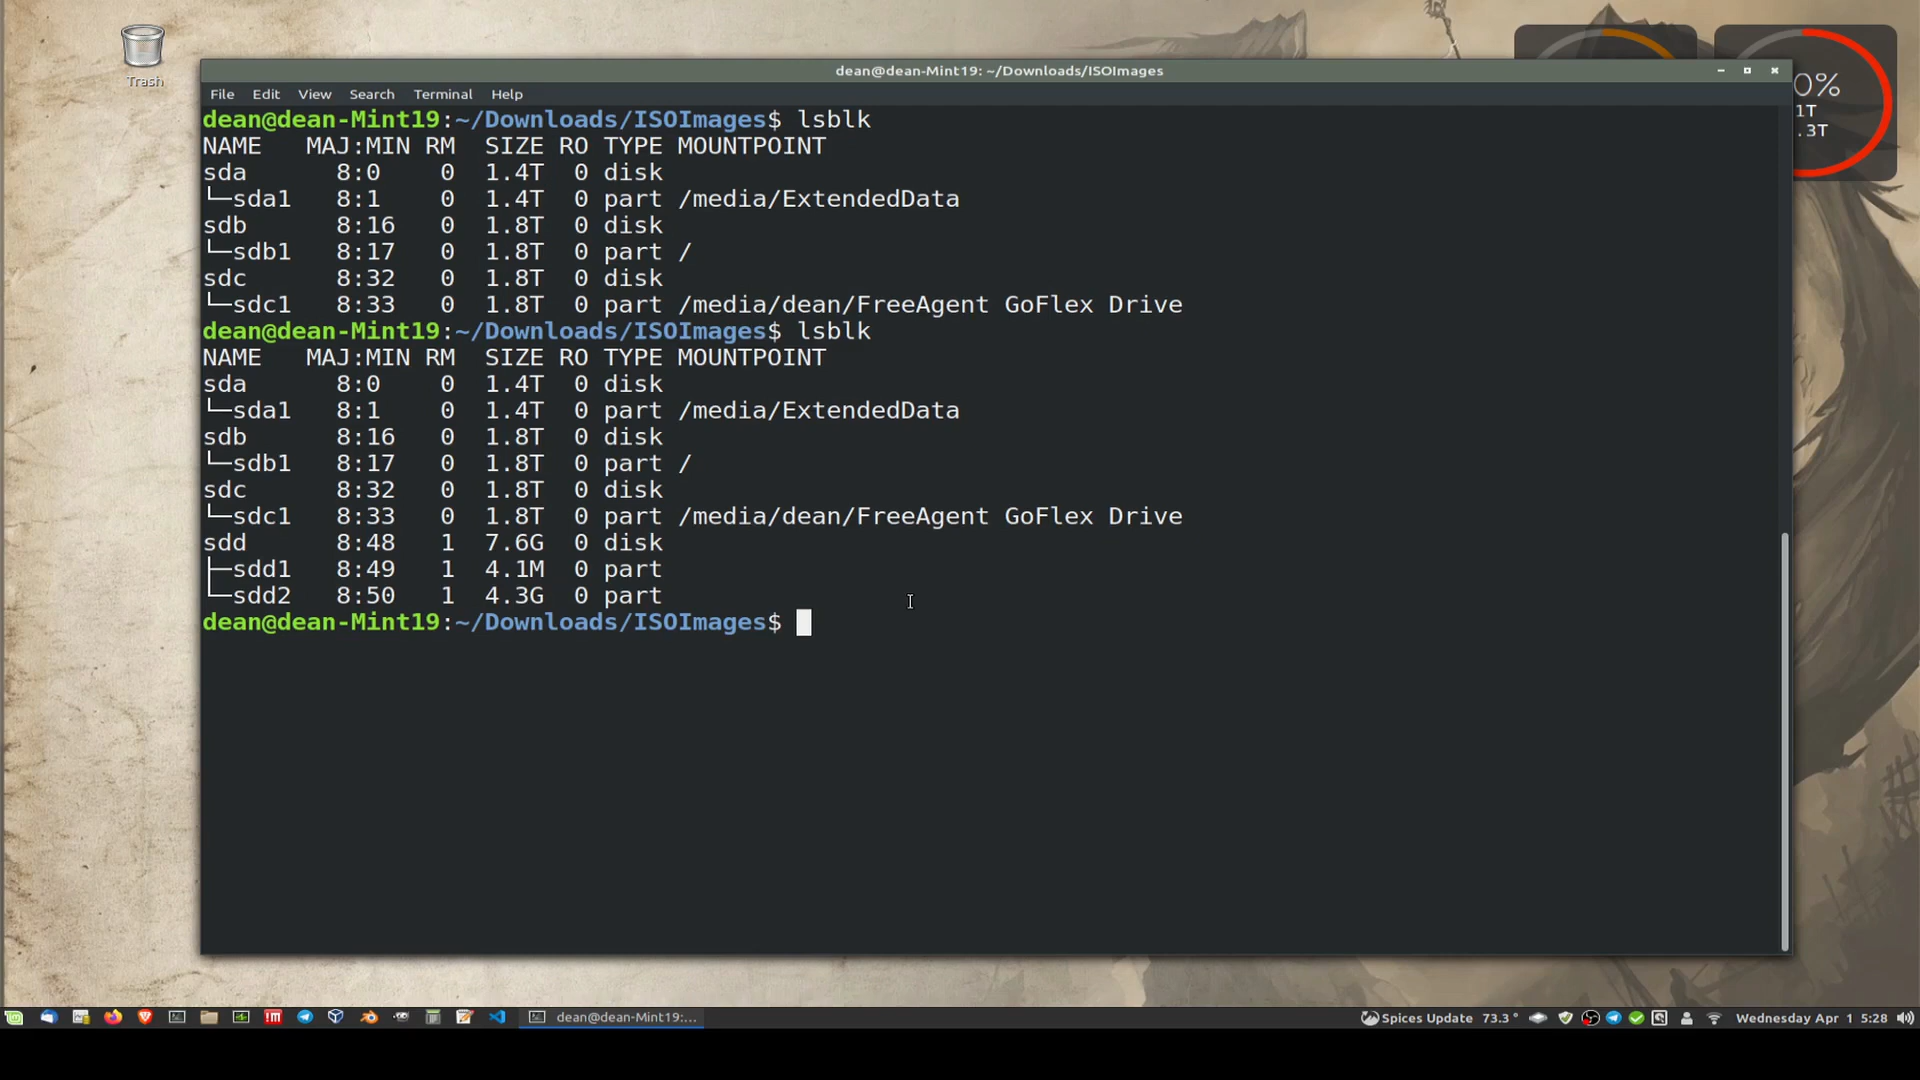 Trash
dean@dean-Mint19: ~/Downloads/ISOImages
0%
1T
.3T
File Edit View Search Terminal Help
dean@dean-Mint19:~/Downloads/ISOImages$ lsblk
NAME   MAJ:MIN RM  SIZE RO TYPE MOUNTPOINT
sda      8:0    0  1.4T  0 disk
└─sda1   8:1    0  1.4T  0 part /media/ExtendedData
sdb      8:16   0  1.8T  0 disk
└─sdb1   8:17   0  1.8T  0 part /
sdc      8:32   0  1.8T  0 disk
└─sdc1   8:33   0  1.8T  0 part /media/dean/FreeAgent GoFlex Drive
dean@dean-Mint19:~/Downloads/ISOImages$ lsblk
NAME   MAJ:MIN RM  SIZE RO TYPE MOUNTPOINT
sda      8:0    0  1.4T  0 disk
└─sda1   8:1    0  1.4T  0 part /media/ExtendedData
sdb      8:16   0  1.8T  0 disk
└─sdb1   8:17   0  1.8T  0 part /
sdc      8:32   0  1.8T  0 disk
└─sdc1   8:33   0  1.8T  0 part /media/dean/FreeAgent GoFlex Drive
sdd      8:48   1  7.6G  0 disk
├─sdd1   8:49   1  4.1M  0 part
└─sdd2   8:50   1  4.3G  0 part
dean@dean-Mint19:~/Downloads/ISOImages$
dean@dean-Mint19:... Spices Update 73.3° Wednesday Apr 1 5:28